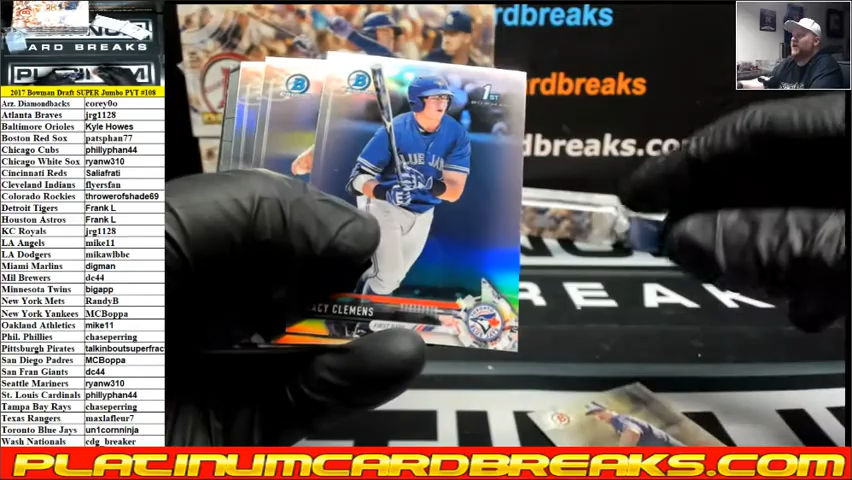 ARD BREAKS
2017 Bowman Draft SUPER Jumbo PYT #108
Arz. Diamondbacks corey0o
Atlanta Braves jrg1128
Baltimore Orioles Kyle Howes
Boston Red Sox patsphan77
Chicago Cubs phillyphan44
Chicago White Sox ryanw310
Cincinnati Reds Saliafrati
Cleveland Indians flyersfan
Colorado Rockies throwerofshade69
Detroit Tigers Frank L
Houston Astros Frank L
KC Royals jrg1128
LA Angels mike11
LA Dodgers mikawlbbc
Miami Marlins digman
Mil Brewers dc44
Minnesota Twins bigapp
New York Mets RandyB
New York Yankees MCBoppa
Oakland Athletics mike11
Phil. Phillies chaseperring
Pittsburgh Pirates talkinboutsuperfrac
San Diego Padres MCBoppa
San Fran Giants dc44
Seattle Mariners ryanw310
St. Louis Cardinals phillyphan44
Tampa Bay Rays chaseperring
Texas Rangers maxlafleur7
Toronto Blue Jays un1cornninja
Wash Nationals cdg_breaker
rdbreaks
dbreaks
dbreaks.co
1ST
BLUE JA
ACY CLEMENS
BREAK
PLATINUMCARDBREAKS.COM